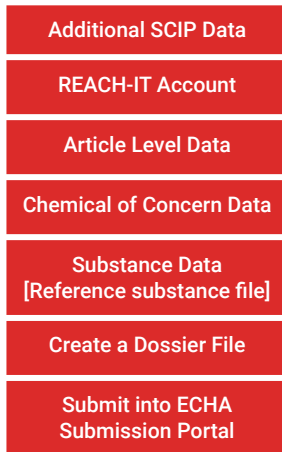 Additional SCIP Data
REACH-IT Account
Article Level Data
Chemical of Concern Data
Substance Data
[Reference substance file]
Create a Dossier File
Submit into ECHA
Submission Portal